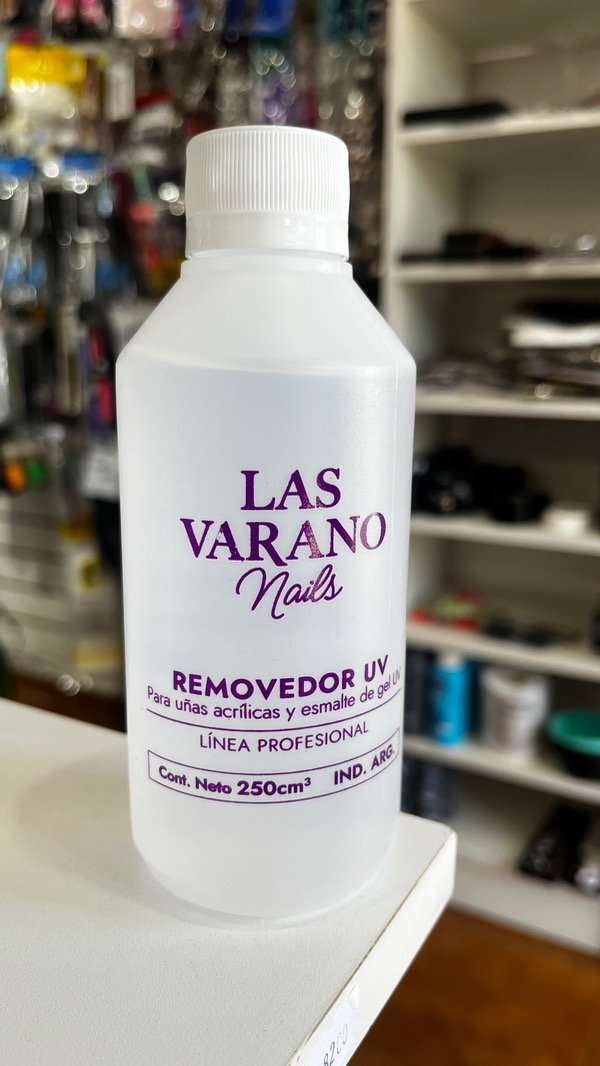 LAS
VARANO
Nails
REMOVEDOR UV
Para uñas acrílicas y esmalte de gel UV
LÍNEA PROFESIONAL
Cont. Neto 250cm³ IND. ARG.